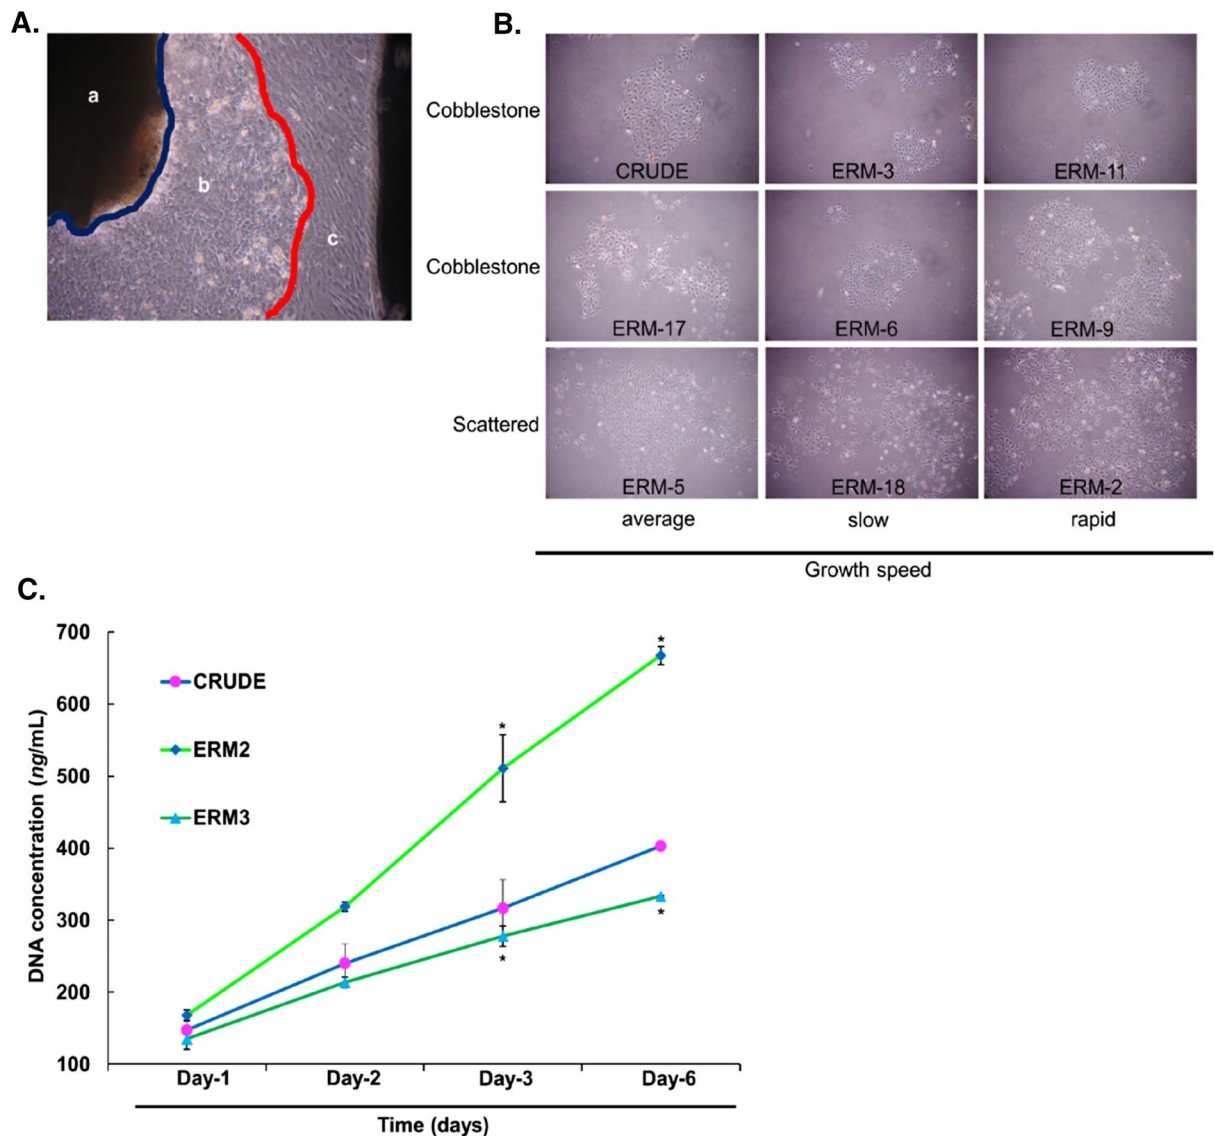 A.
a
b
c
B.
Cobblestone
CRUDE
ERM-3
ERM-11
Cobblestone
ERM-17
ERM-6
ERM-9
Scattered
ERM-5
ERM-18
ERM-2
average
slow
rapid
Growth speed
C.
DNA concentration (ng/mL)
700
600
500
400
300
200
100
CRUDE
ERM2
ERM3
*
*
*
*
Day-1
Day-2
Day-3
Day-6
Time (days)